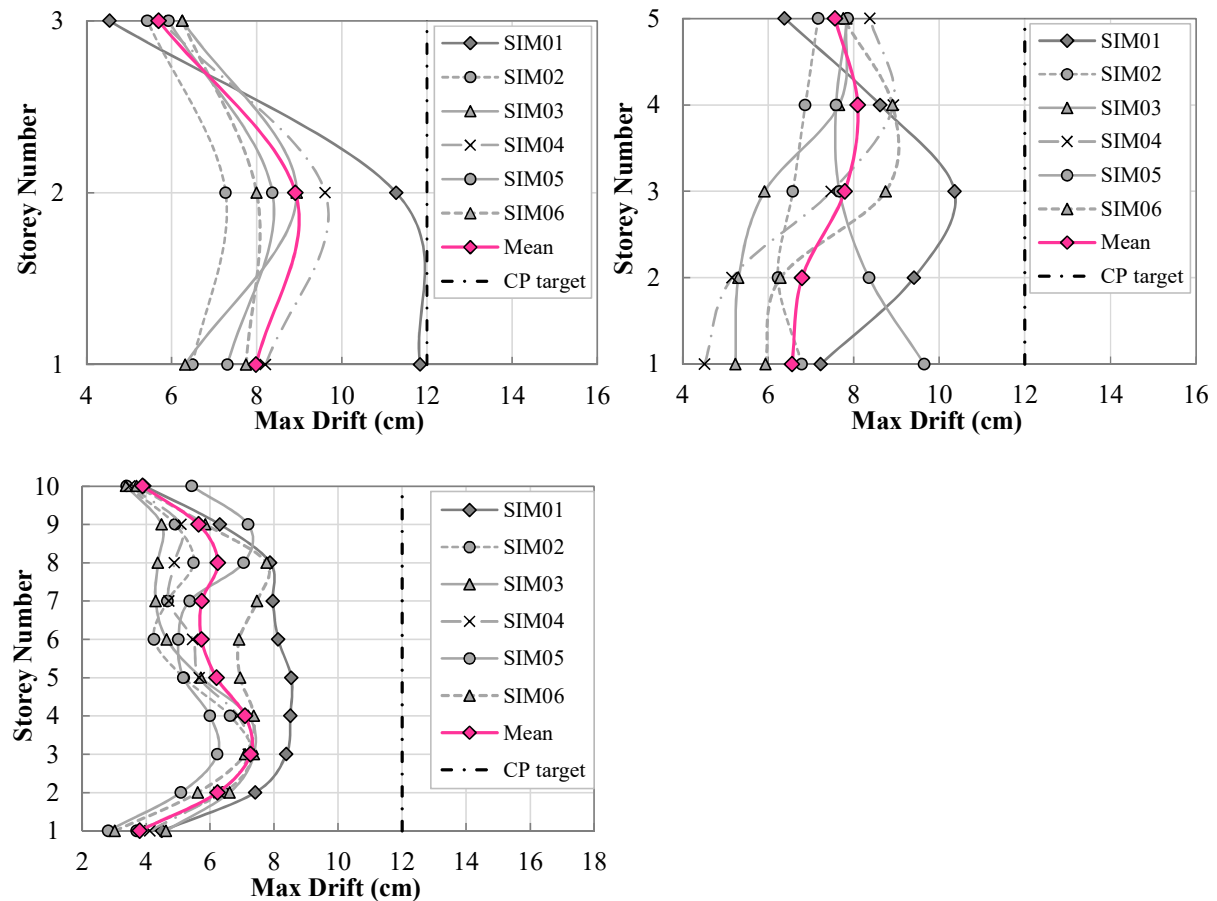 3
2
1
Storey Number
4 6 8 10 12 14 16
Max Drift (cm)
SIM01
SIM02
SIM03
SIM04
SIM05
SIM06
Mean
CP target
5
4
3
2
1
Storey Number
4 6 8 10 12 14 16
Max Drift (cm)
SIM01
SIM02
SIM03
SIM04
SIM05
SIM06
Mean
CP target
10
9
8
7
6
5
4
3
2
1
Storey Number
2 4 6 8 10 12 14 16 18
Max Drift (cm)
SIM01
SIM02
SIM03
SIM04
SIM05
SIM06
Mean
CP target